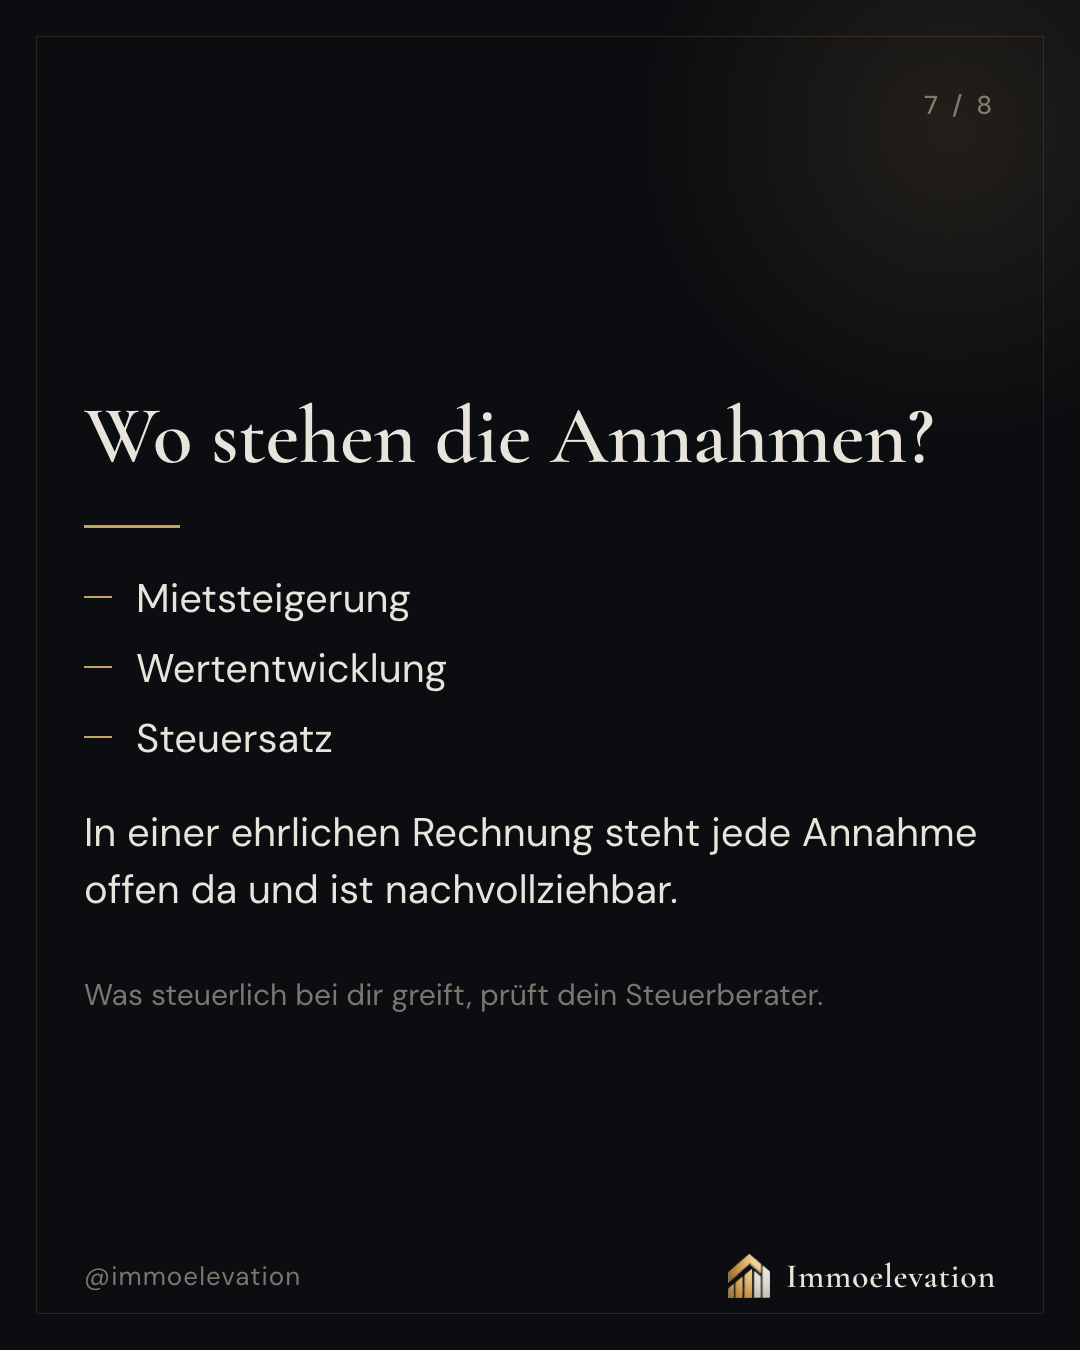 7 / 8
Wo stehen die Annahmen?
— Mietsteigerung
— Wertentwicklung
— Steuersatz
In einer ehrlichen Rechnung steht jede Annahme
offen da und ist nachvollziehbar.
Was steuerlich bei dir greift, prüft dein Steuerberater.
@immoelevation
Immoelevation